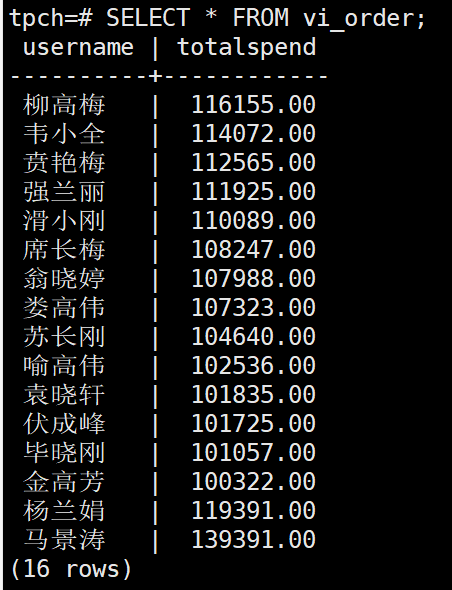 tpch=# SELECT * FROM vi_order;
username | totalspend
----------+------------
柳高梅 | 116155.00
韦小全 | 114072.00
贲艳梅 | 112565.00
强兰丽 | 111925.00
滑小刚 | 110089.00
席长梅 | 108247.00
翁晓婷 | 107988.00
娄高伟 | 107323.00
苏长刚 | 104640.00
喻高伟 | 102536.00
袁晓轩 | 101835.00
伏成峰 | 101725.00
毕晓刚 | 101057.00
金高芳 | 100322.00
杨兰娟 | 119391.00
马景涛 | 139391.00
(16 rows)